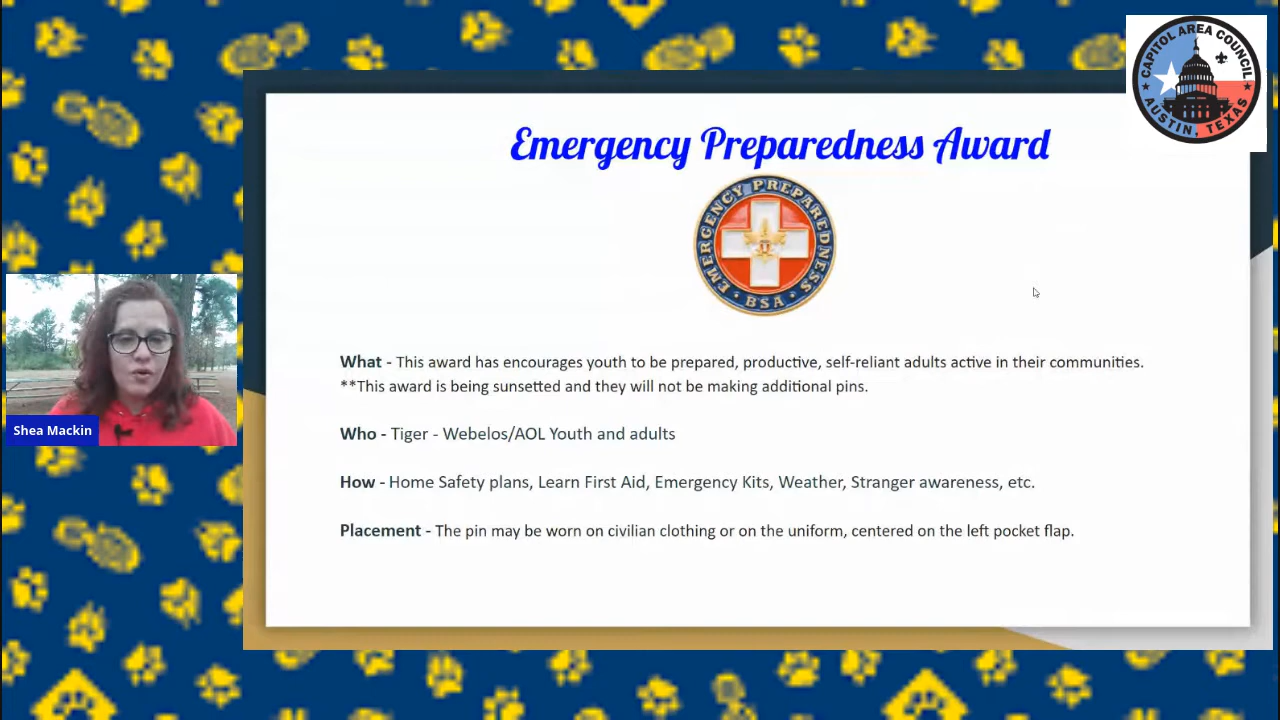 CAPITOL AREA COUNCIL
AUSTIN, TEXAS
Emergency Preparedness Award
EMERGENCY PREPAREDNESS
BSA
What - This award has encourages youth to be prepared, productive, self-reliant adults active in their communities.
**This award is being sunsetted and they will not be making additional pins.
Who - Tiger - Webelos/AOL Youth and adults
How - Home Safety plans, Learn First Aid, Emergency Kits, Weather, Stranger awareness, etc.
Placement - The pin may be worn on civilian clothing or on the uniform, centered on the left pocket flap.
Shea Mackin